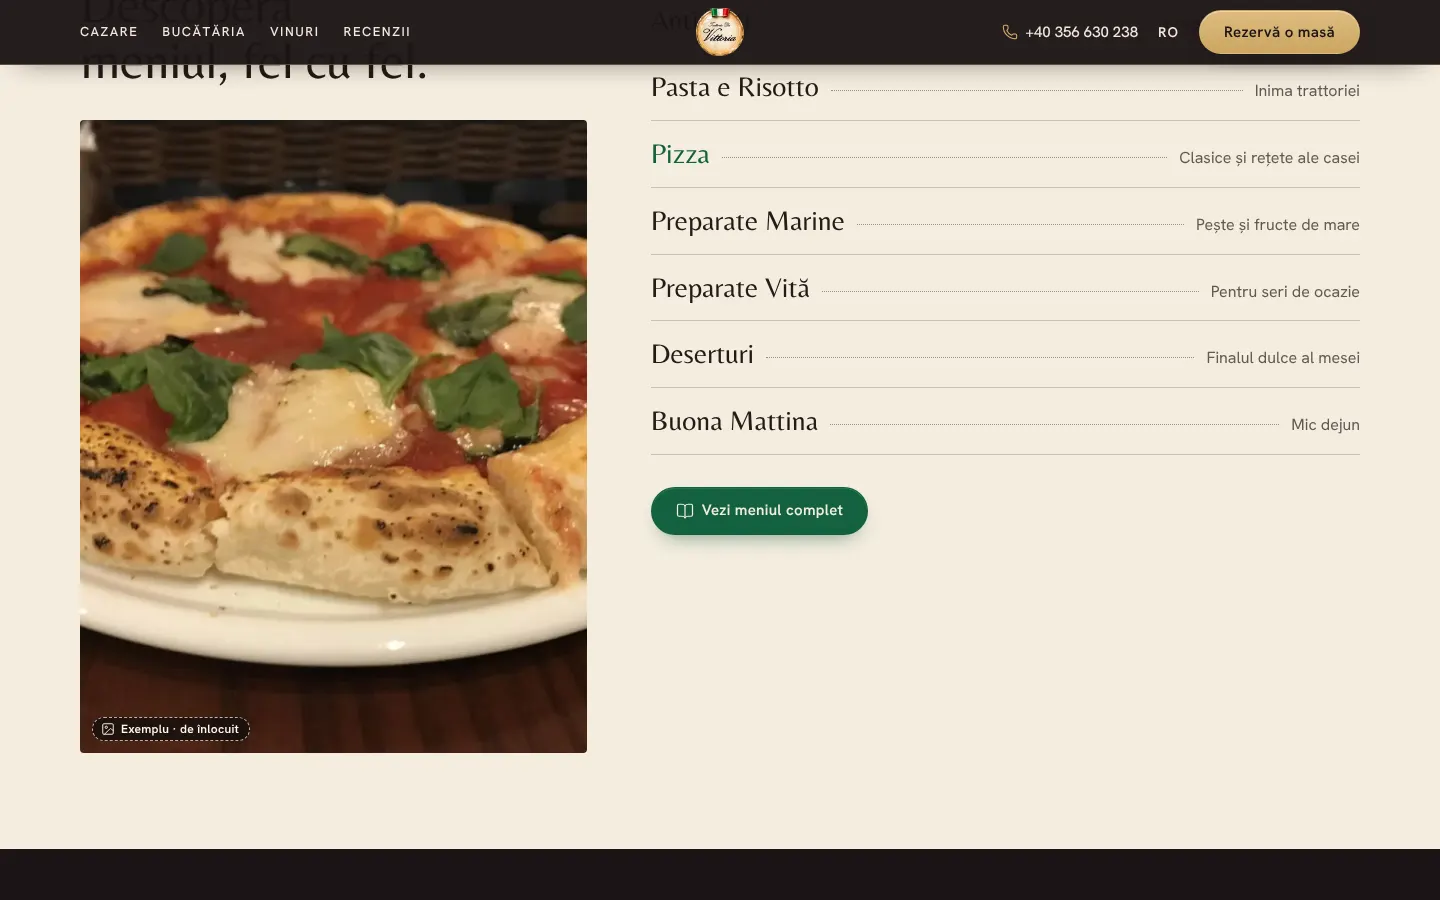 CAZARE BUCĂTĂRIA VINURI RECENZII
Vittoria
+40 356 630 238 RO Rezervă o masă
Descoperă
meniul, fel cu fel.
Pasta e Risotto Inima trattoriei
Pizza Clasice și rețete ale casei
Preparate Marine Pește și fructe de mare
Preparate Vită Pentru seri de ocazie
Deserturi Finalul dulce al mesei
Buona Mattina Mic dejun
Vezi meniul complet
Exemplu · de înlocuit